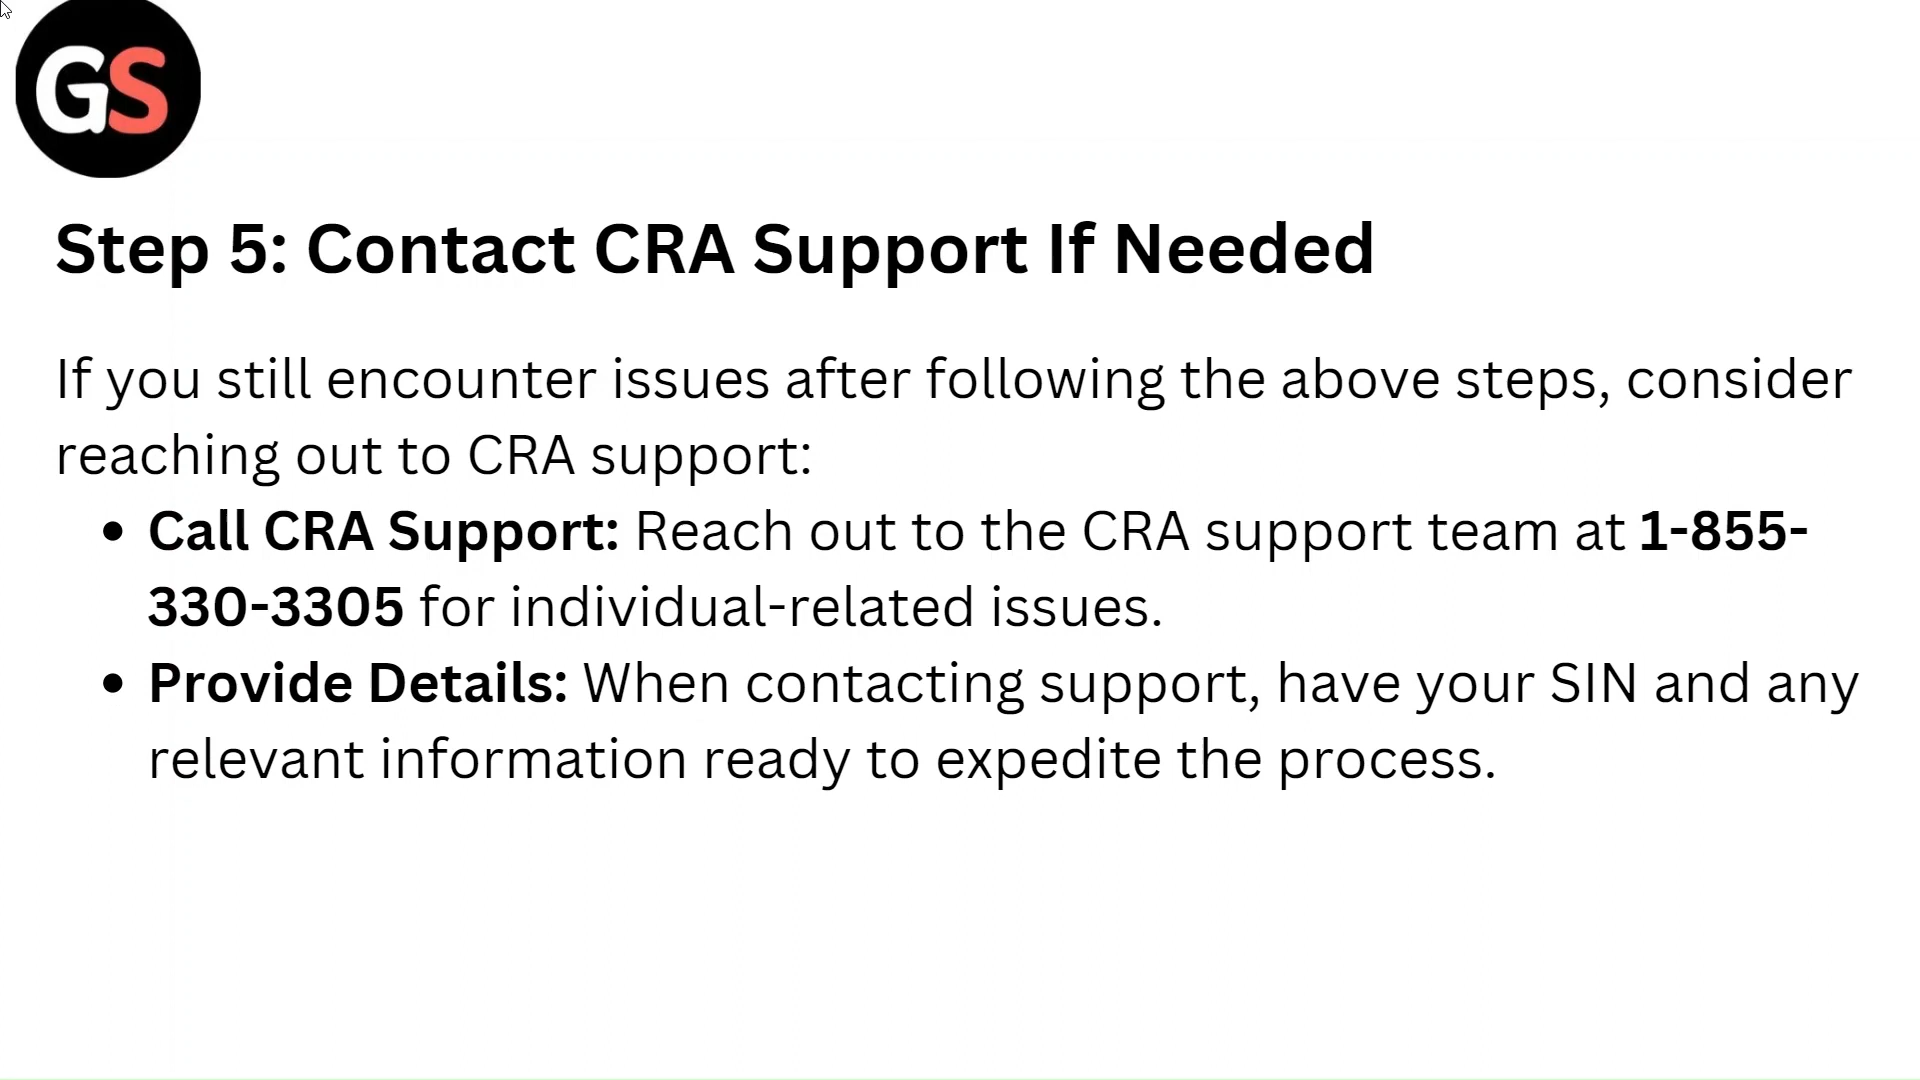 GS
Step 5: Contact CRA Support If Needed
If you still encounter issues after following the above steps, consider
reaching out to CRA support:
• Call CRA Support: Reach out to the CRA support team at 1-855-
330-3305 for individual-related issues.
• Provide Details: When contacting support, have your SIN and any
relevant information ready to expedite the process.